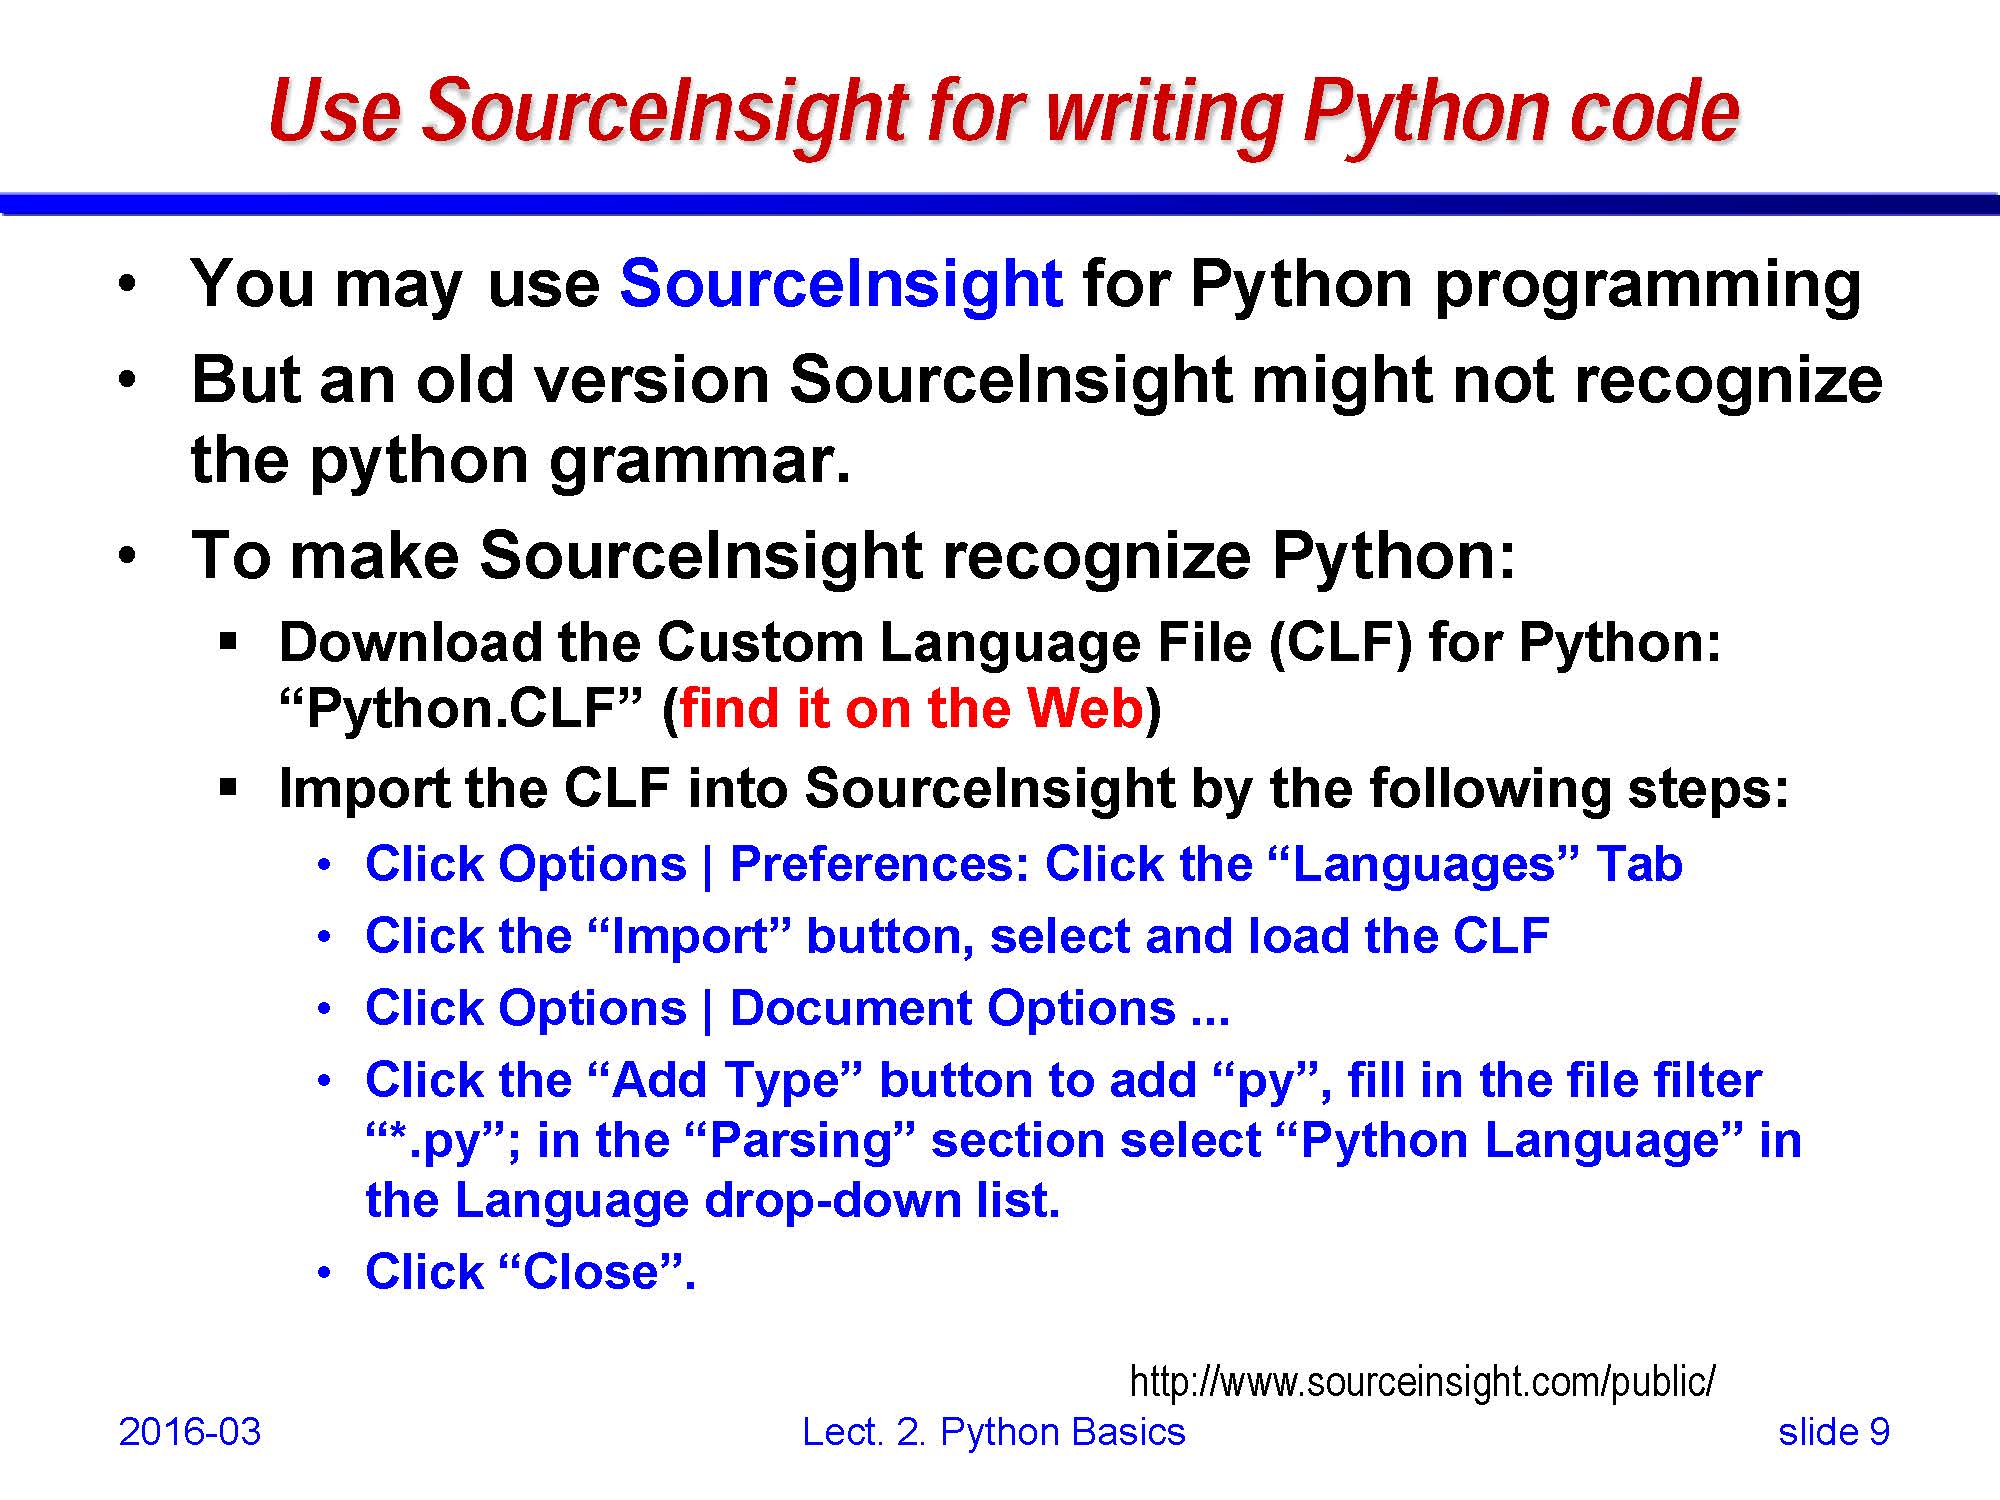 Use SourceInsight for writing Python code
• You may use SourceInsight for Python programming
• But an old version SourceInsight might not recognize
the python grammar.
• To make SourceInsight recognize Python:
▪ Download the Custom Language File (CLF) for Python:
“Python.CLF” (find it on the Web)
▪ Import the CLF into SourceInsight by the following steps:
• Click Options | Preferences: Click the “Languages” Tab
• Click the “Import” button, select and load the CLF
• Click Options | Document Options ...
• Click the “Add Type” button to add “py”, fill in the file filter
“*.py”; in the “Parsing” section select “Python Language” in
the Language drop-down list.
• Click “Close”.
http://www.sourceinsight.com/public/
2016-03 Lect. 2. Python Basics slide 9